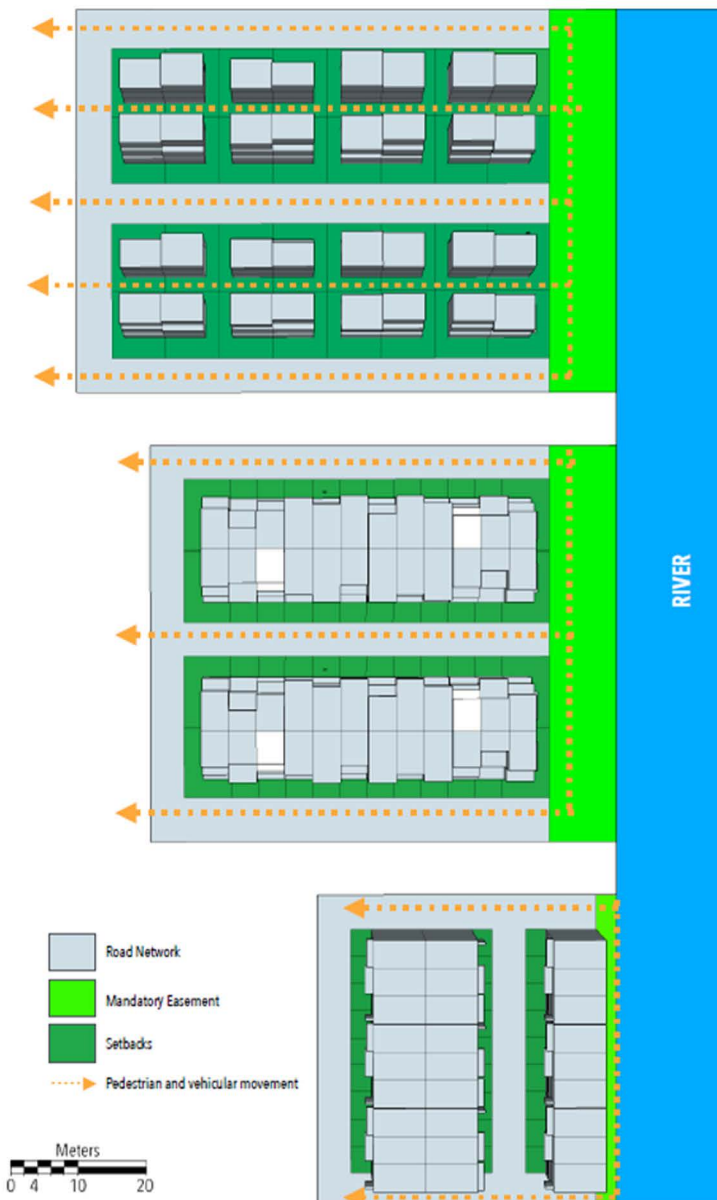 RIVER
Road Network
Mandatory Easement
Setbacks
Pedestrian and vehicular movement
Meters
0 4 10 20